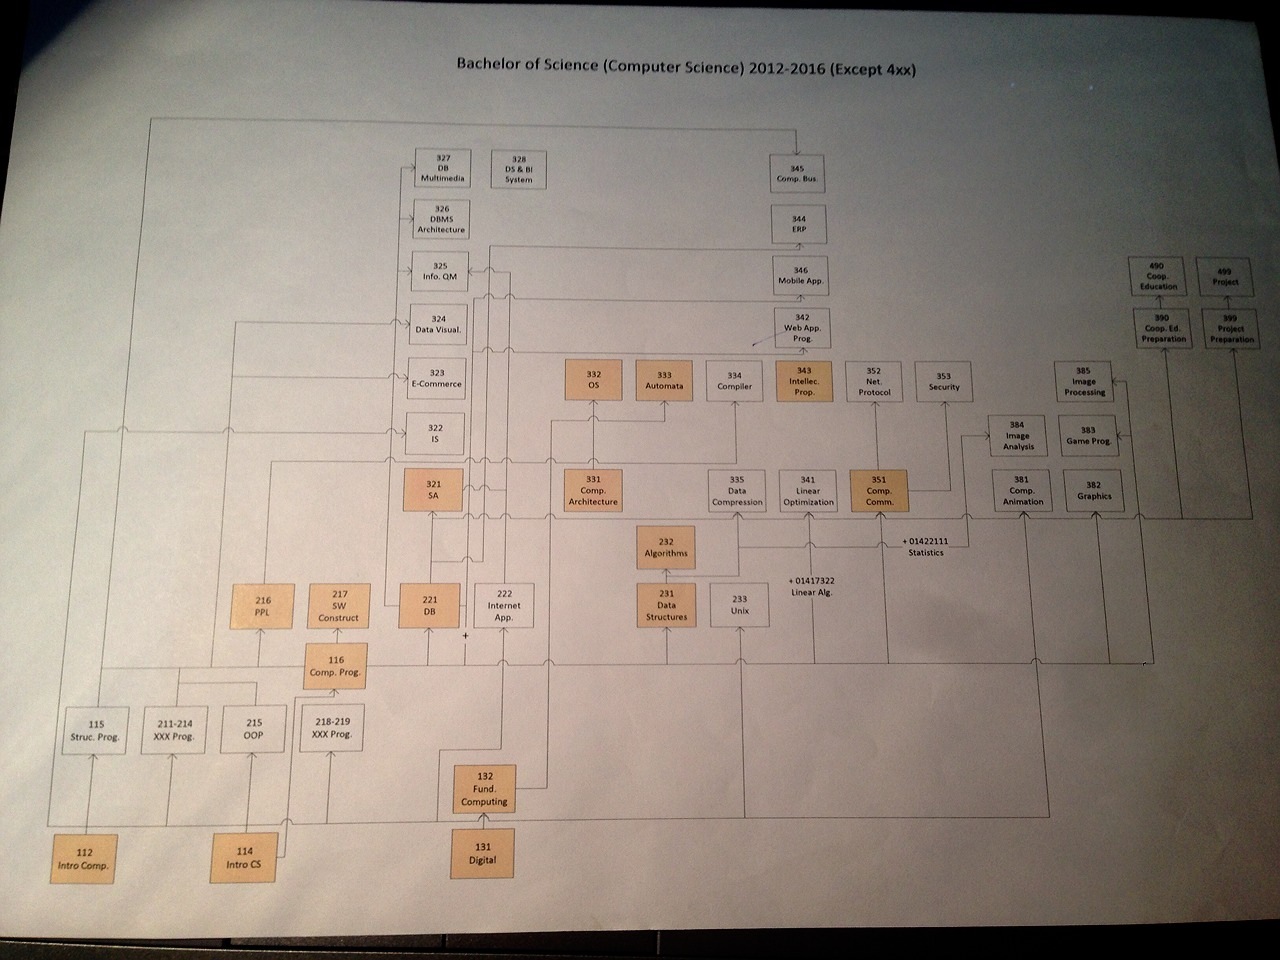 Bachelor of Science (Computer Science) 2012-2016 (Except 4xx)
327
DB
Multimedia
328
DS & BI
System
345
Comp. Bus.
326
DBMS
Architecture
344
ERP
325
Info. QM
346
Mobile App.
490
Coop.
Education
499
Project
324
Data Visual.
342
Web App.
Prog.
390
Coop. Ed.
Preparation
399
Project
Preparation
323
E-Commerce
332
OS
333
Automata
334
Compiler
343
Intellec.
Prop.
352
Net.
Protocol
353
Security
385
Image
Processing
322
IS
384
Image
Analysis
383
Game Prog.
321
SA
331
Comp.
Architecture
335
Data
Compression
341
Linear
Optimization
351
Comp.
Comm.
381
Comp.
Animation
382
Graphics
232
Algorithms
+ 01422111
Statistics
+ 01417322
Linear Alg.
216
PPL
217
SW
Construct
221
DB
222
Internet
App.
231
Data
Structures
233
Unix
+
116
Comp. Prog.
115
Struc. Prog.
211-214
XXX Prog.
215
OOP
218-219
XXX Prog.
132
Fund.
Computing
112
Intro Comp.
114
Intro CS
131
Digital